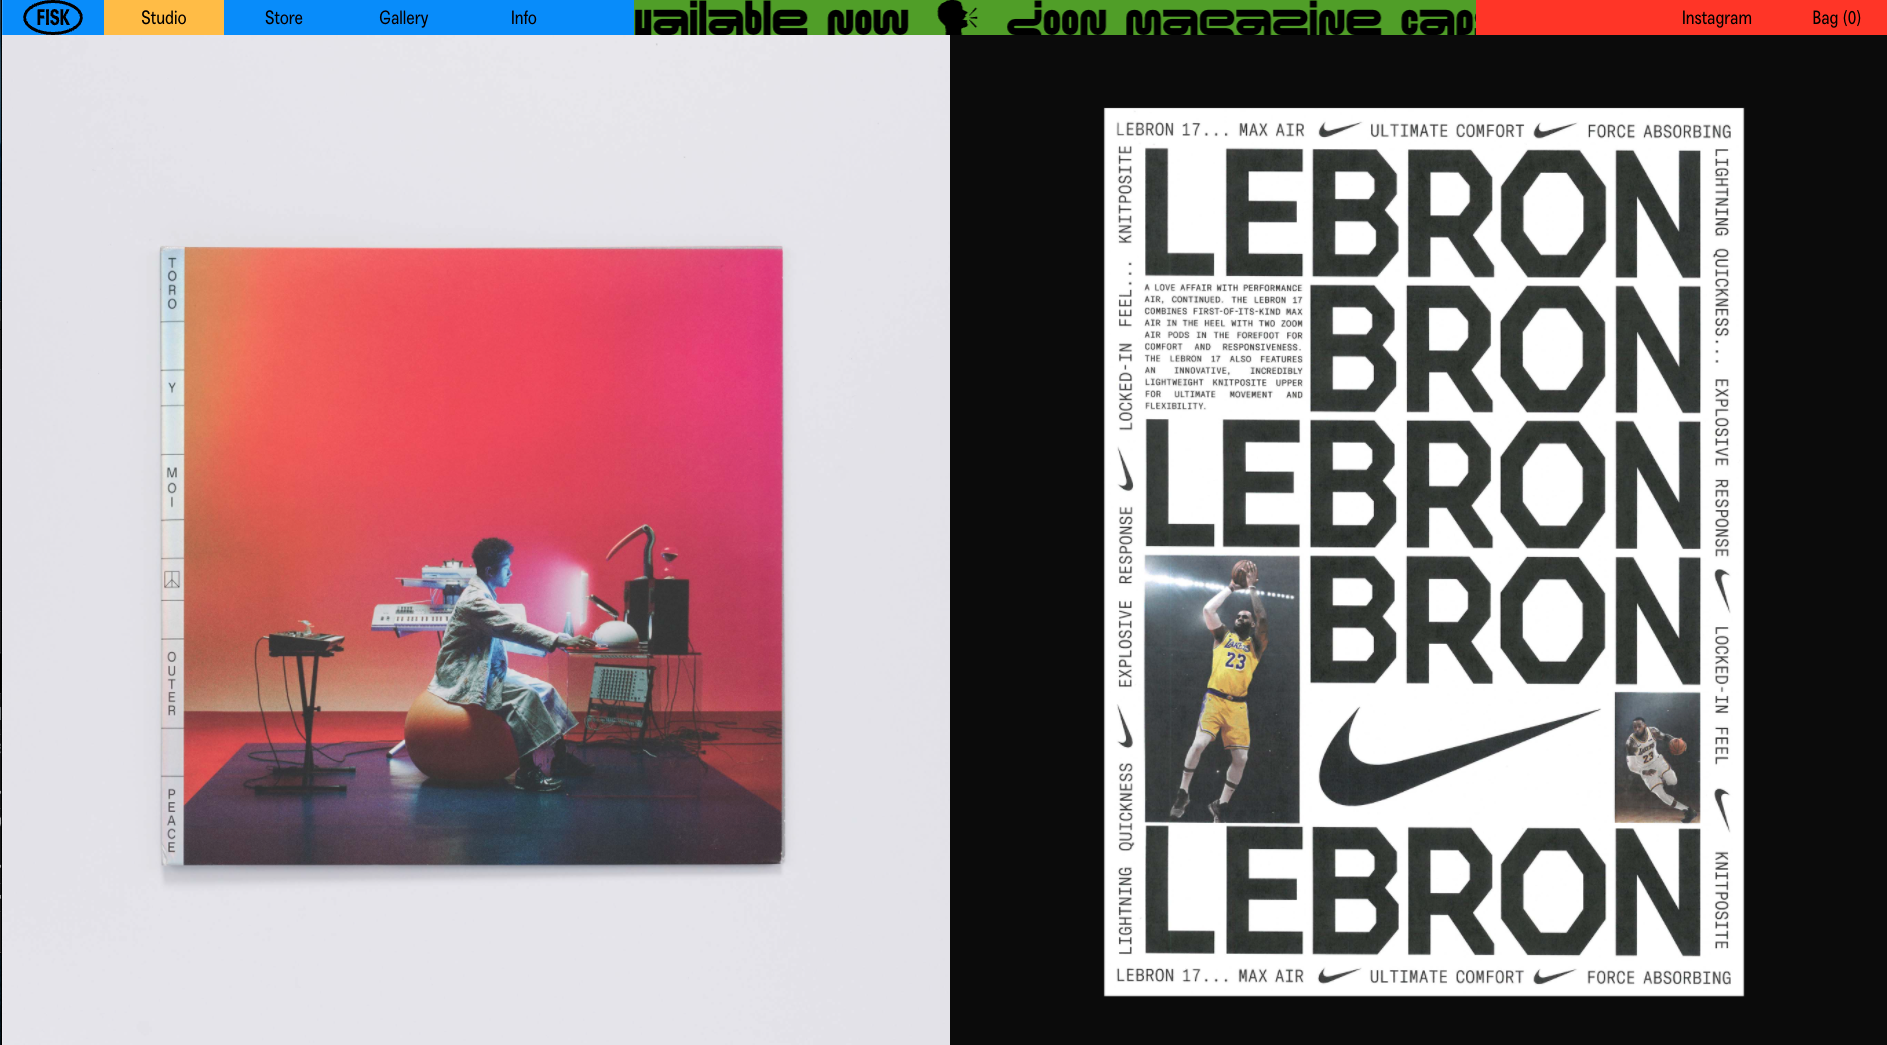 FISK
Studio
Store
Gallery
Info
now
Joon magazine
Instagram
Bag (0)
TORO
Y
MOI
OUTER
PEACE
LEBRON 17... MAX AIR
ULTIMATE COMFORT
FORCE ABSORBING
LIGHTNING QUICKNESS
EXPLOSIVE RESPONSE
LOCKED-IN FEEL... KNITPOSITE
LEBRON
A LOVE AFFAIR WITH PERFORMANCE
AIR, CONTINUED. THE LEBRON 17
COMBINES FIRST-OF-ITS-KIND MAX
AIR IN THE HEEL WITH TWO ZOOM
AIR PODS IN THE FOREFOOT FOR
COMFORT AND RESPONSIVENESS.
THE LEBRON 17 ALSO FEATURES
AN INNOVATIVE, INCREDIBLY
LIGHTWEIGHT KNITPOSITE UPPER
FOR ULTIMATE MOVEMENT AND
FLEXIBILITY.
BRON
LEBRON
BRON
23
23
LEBRON
LIGHTNING QUICKNESS... EXPLOSIVE RESPONSE
LOCKED-IN FEEL
KNITPOSITE
LEBRON 17... MAX AIR
ULTIMATE COMFORT
FORCE ABSORBING